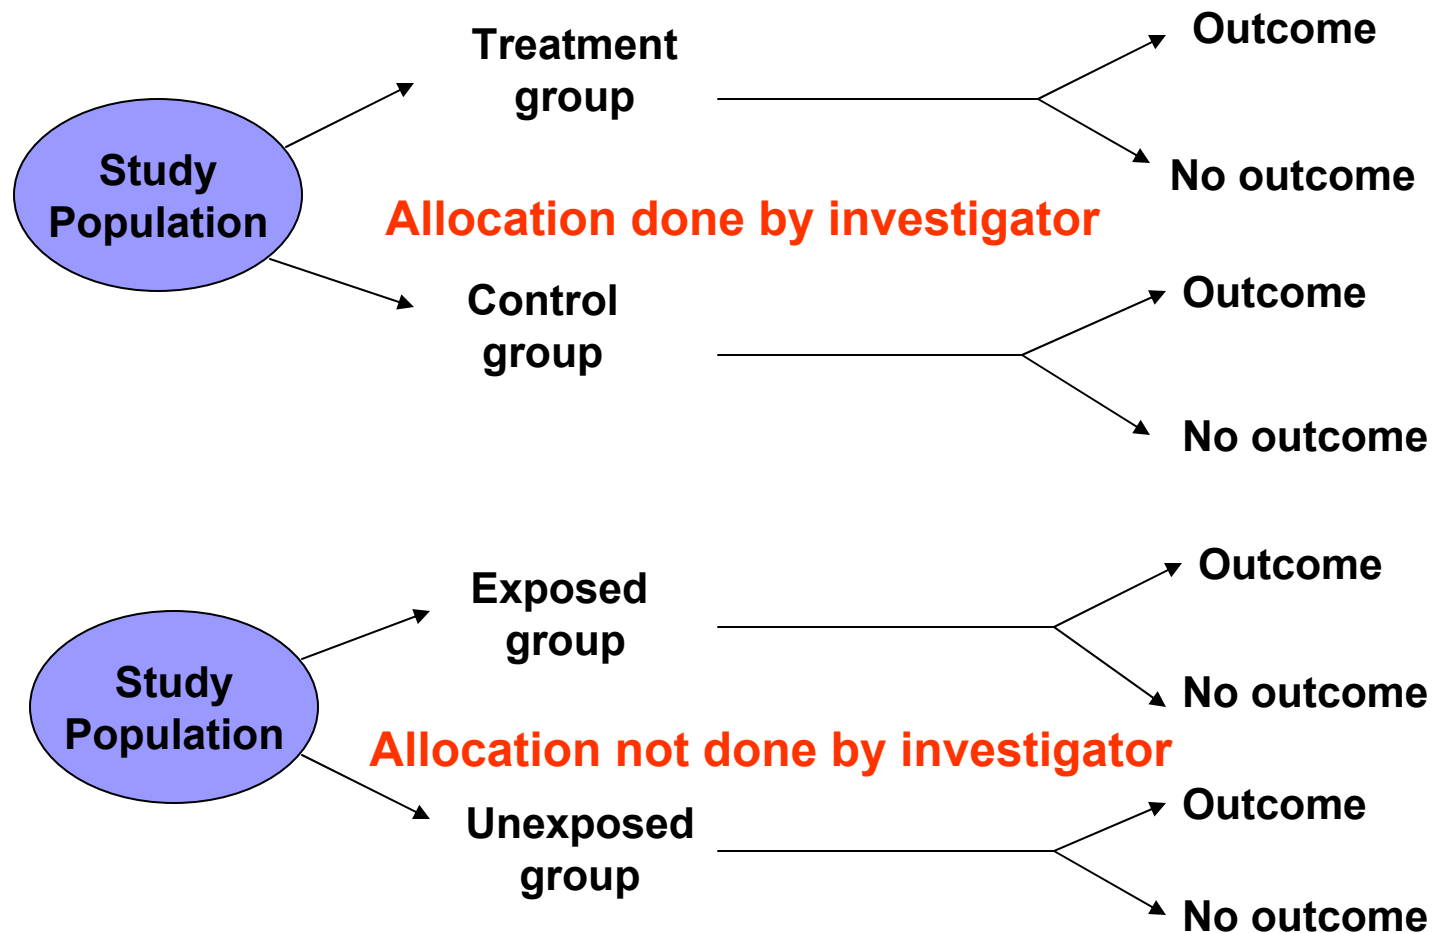 Treatment
group
Outcome
No outcome
Study
Population
Allocation done by investigator
Control
group
Outcome
No outcome
Exposed
group
Outcome
No outcome
Study
Population
Allocation not done by investigator
Unexposed
group
Outcome
No outcome